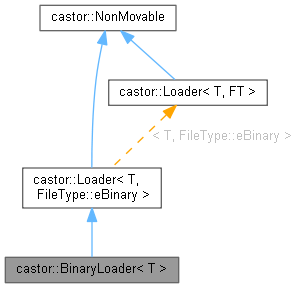 castor::NonMovable
castor::Loader< T, FT >
< T, FileType::eBinary >
castor::Loader< T,
FileType::eBinary >
castor::BinaryLoader< T >